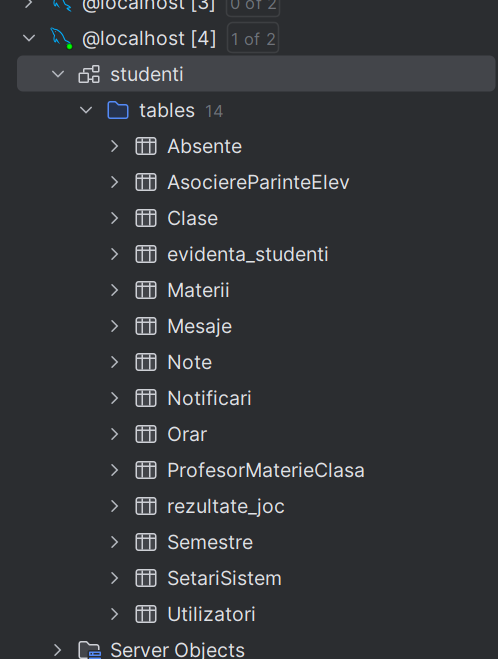 @localhost [3] 0 of 2
@localhost [4] 1 of 2
studenti
tables 14
Absente
AsociereParinteElev
Clase
evidenta_studenti
Materii
Mesaje
Note
Notificari
Orar
ProfesorMaterieClasa
rezultate_joc
Semestre
SetariSistem
Utilizatori
Server Objects